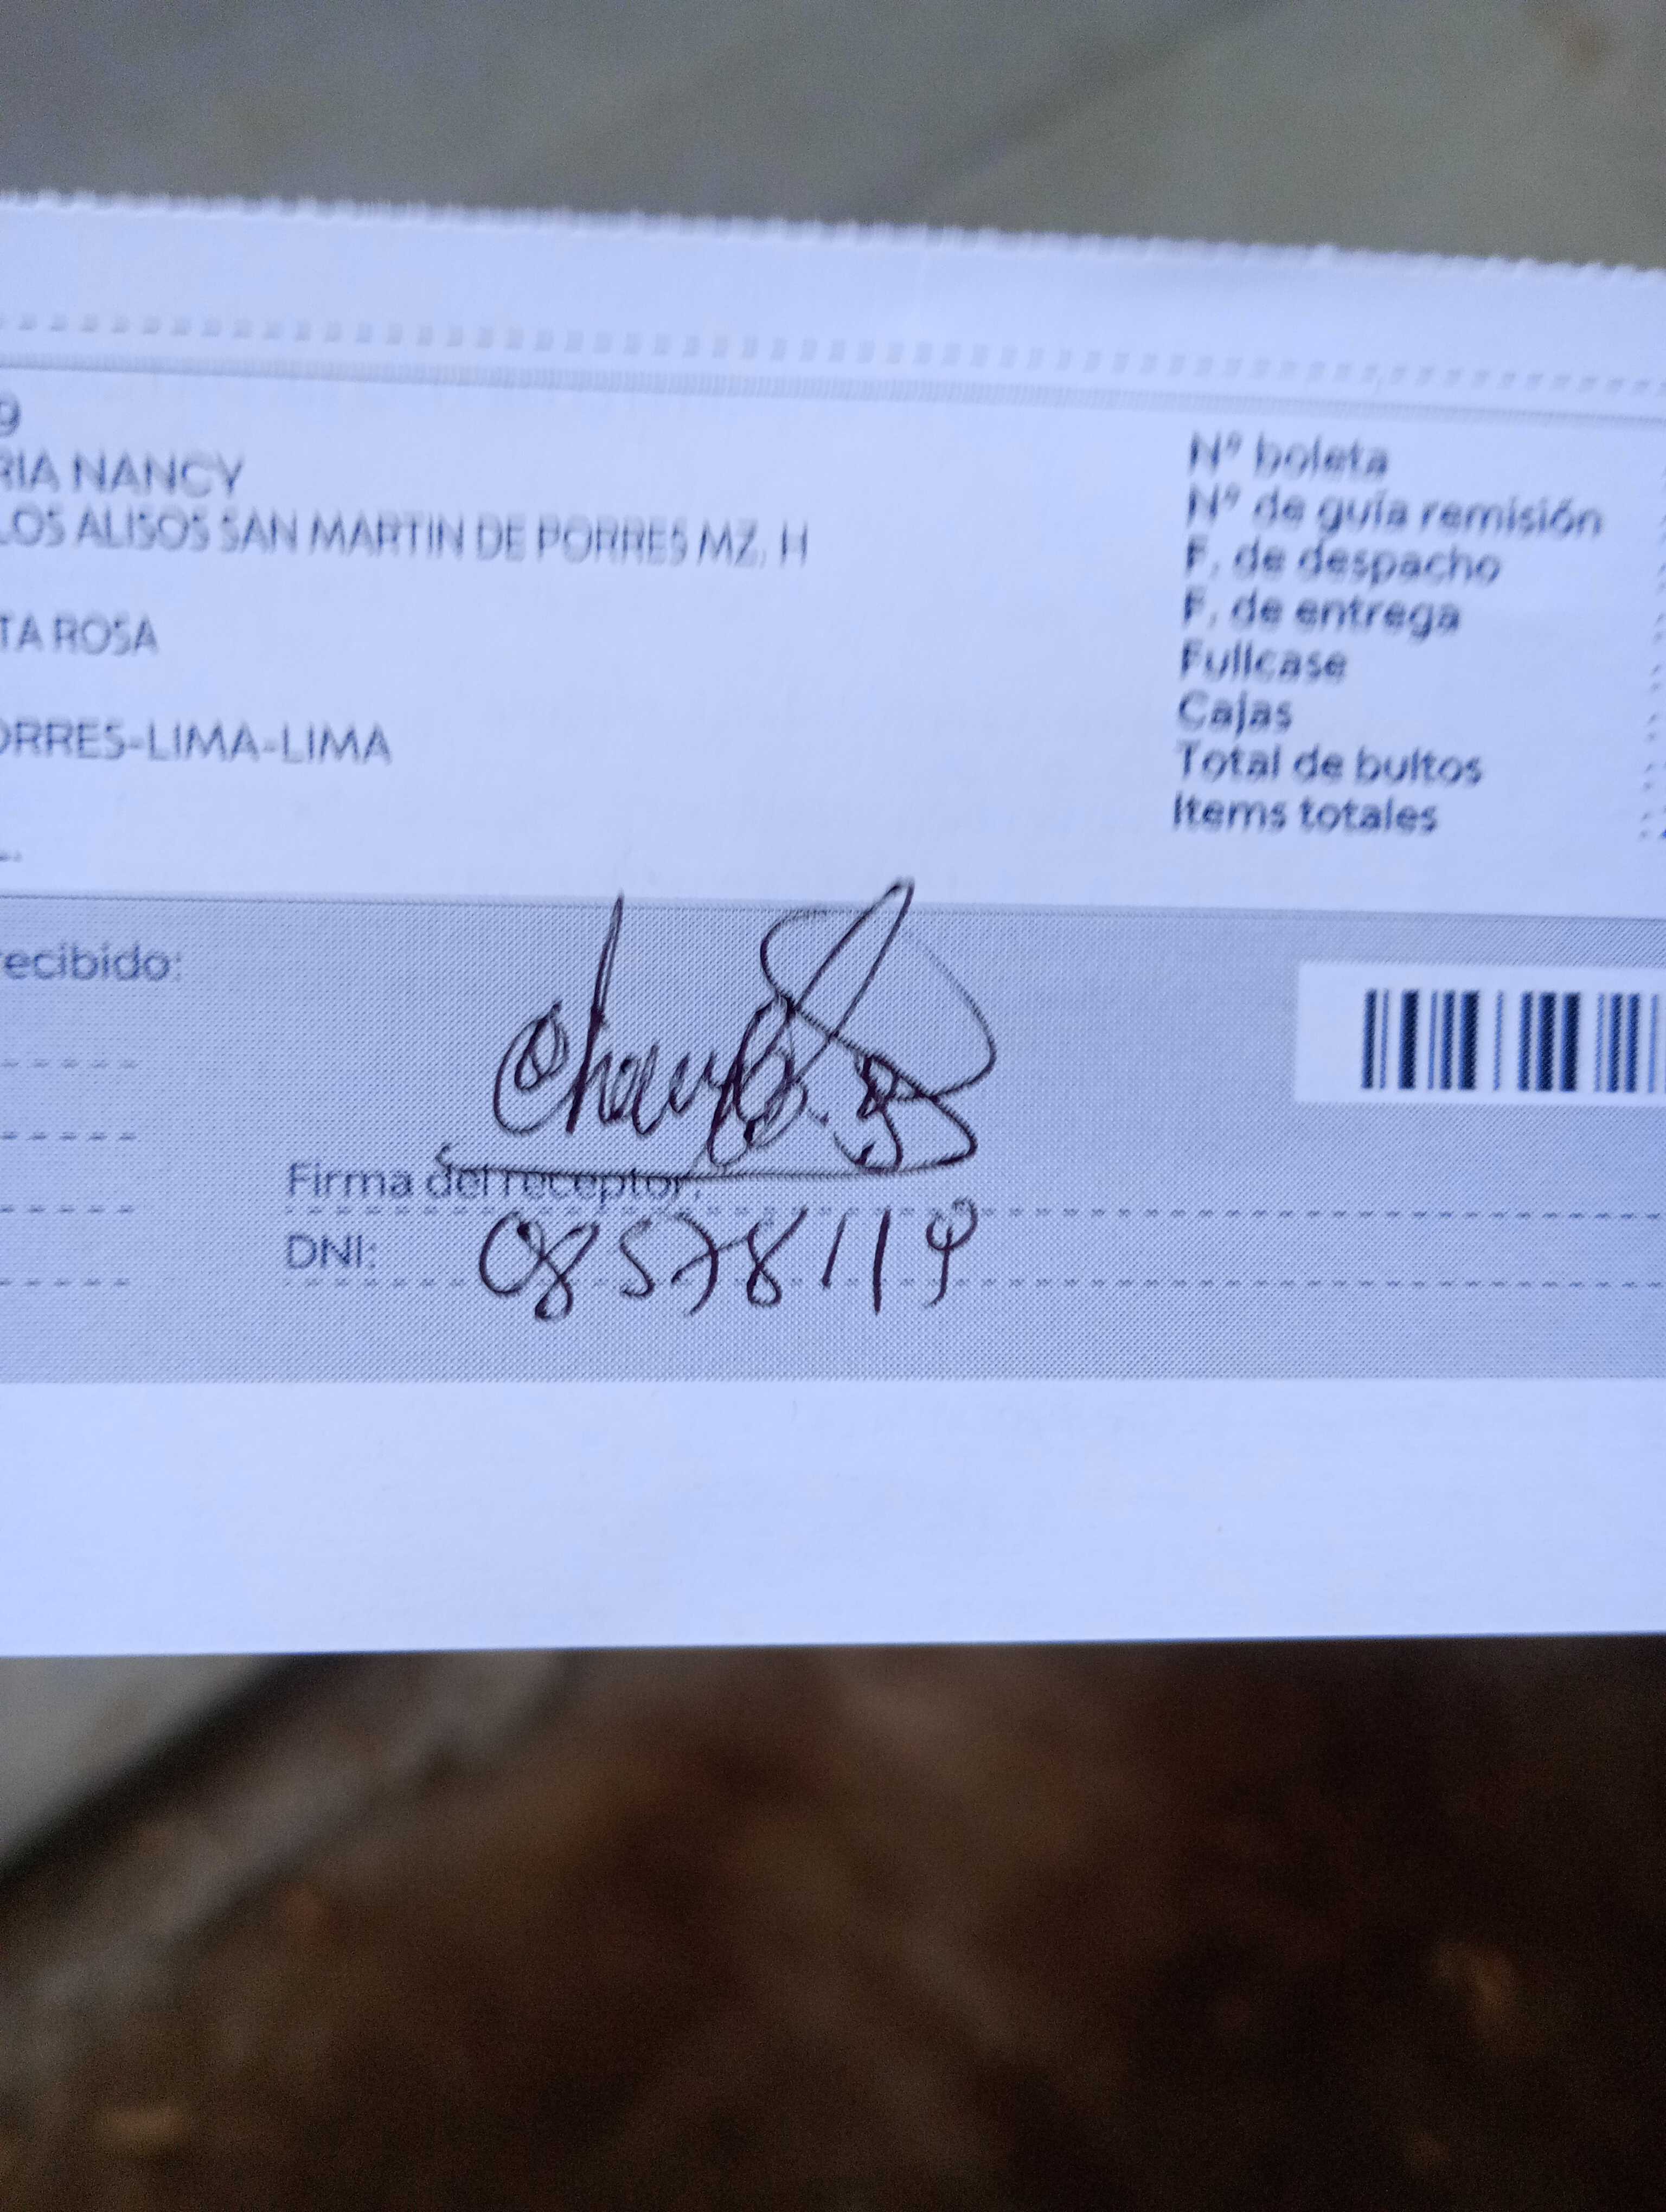 9
RIA NANCY
LOS ALISOS SAN MARTIN DE PORRES MZ. H
TA ROSA
ORRES-LIMA-LIMA
Nº boleta
Nº de guía remisión
F. de despacho
F. de entrega
Fullcase
Cajas
Total de bultos
Items totales
ecibido:
Firma del receptor:
DNI: 08578119